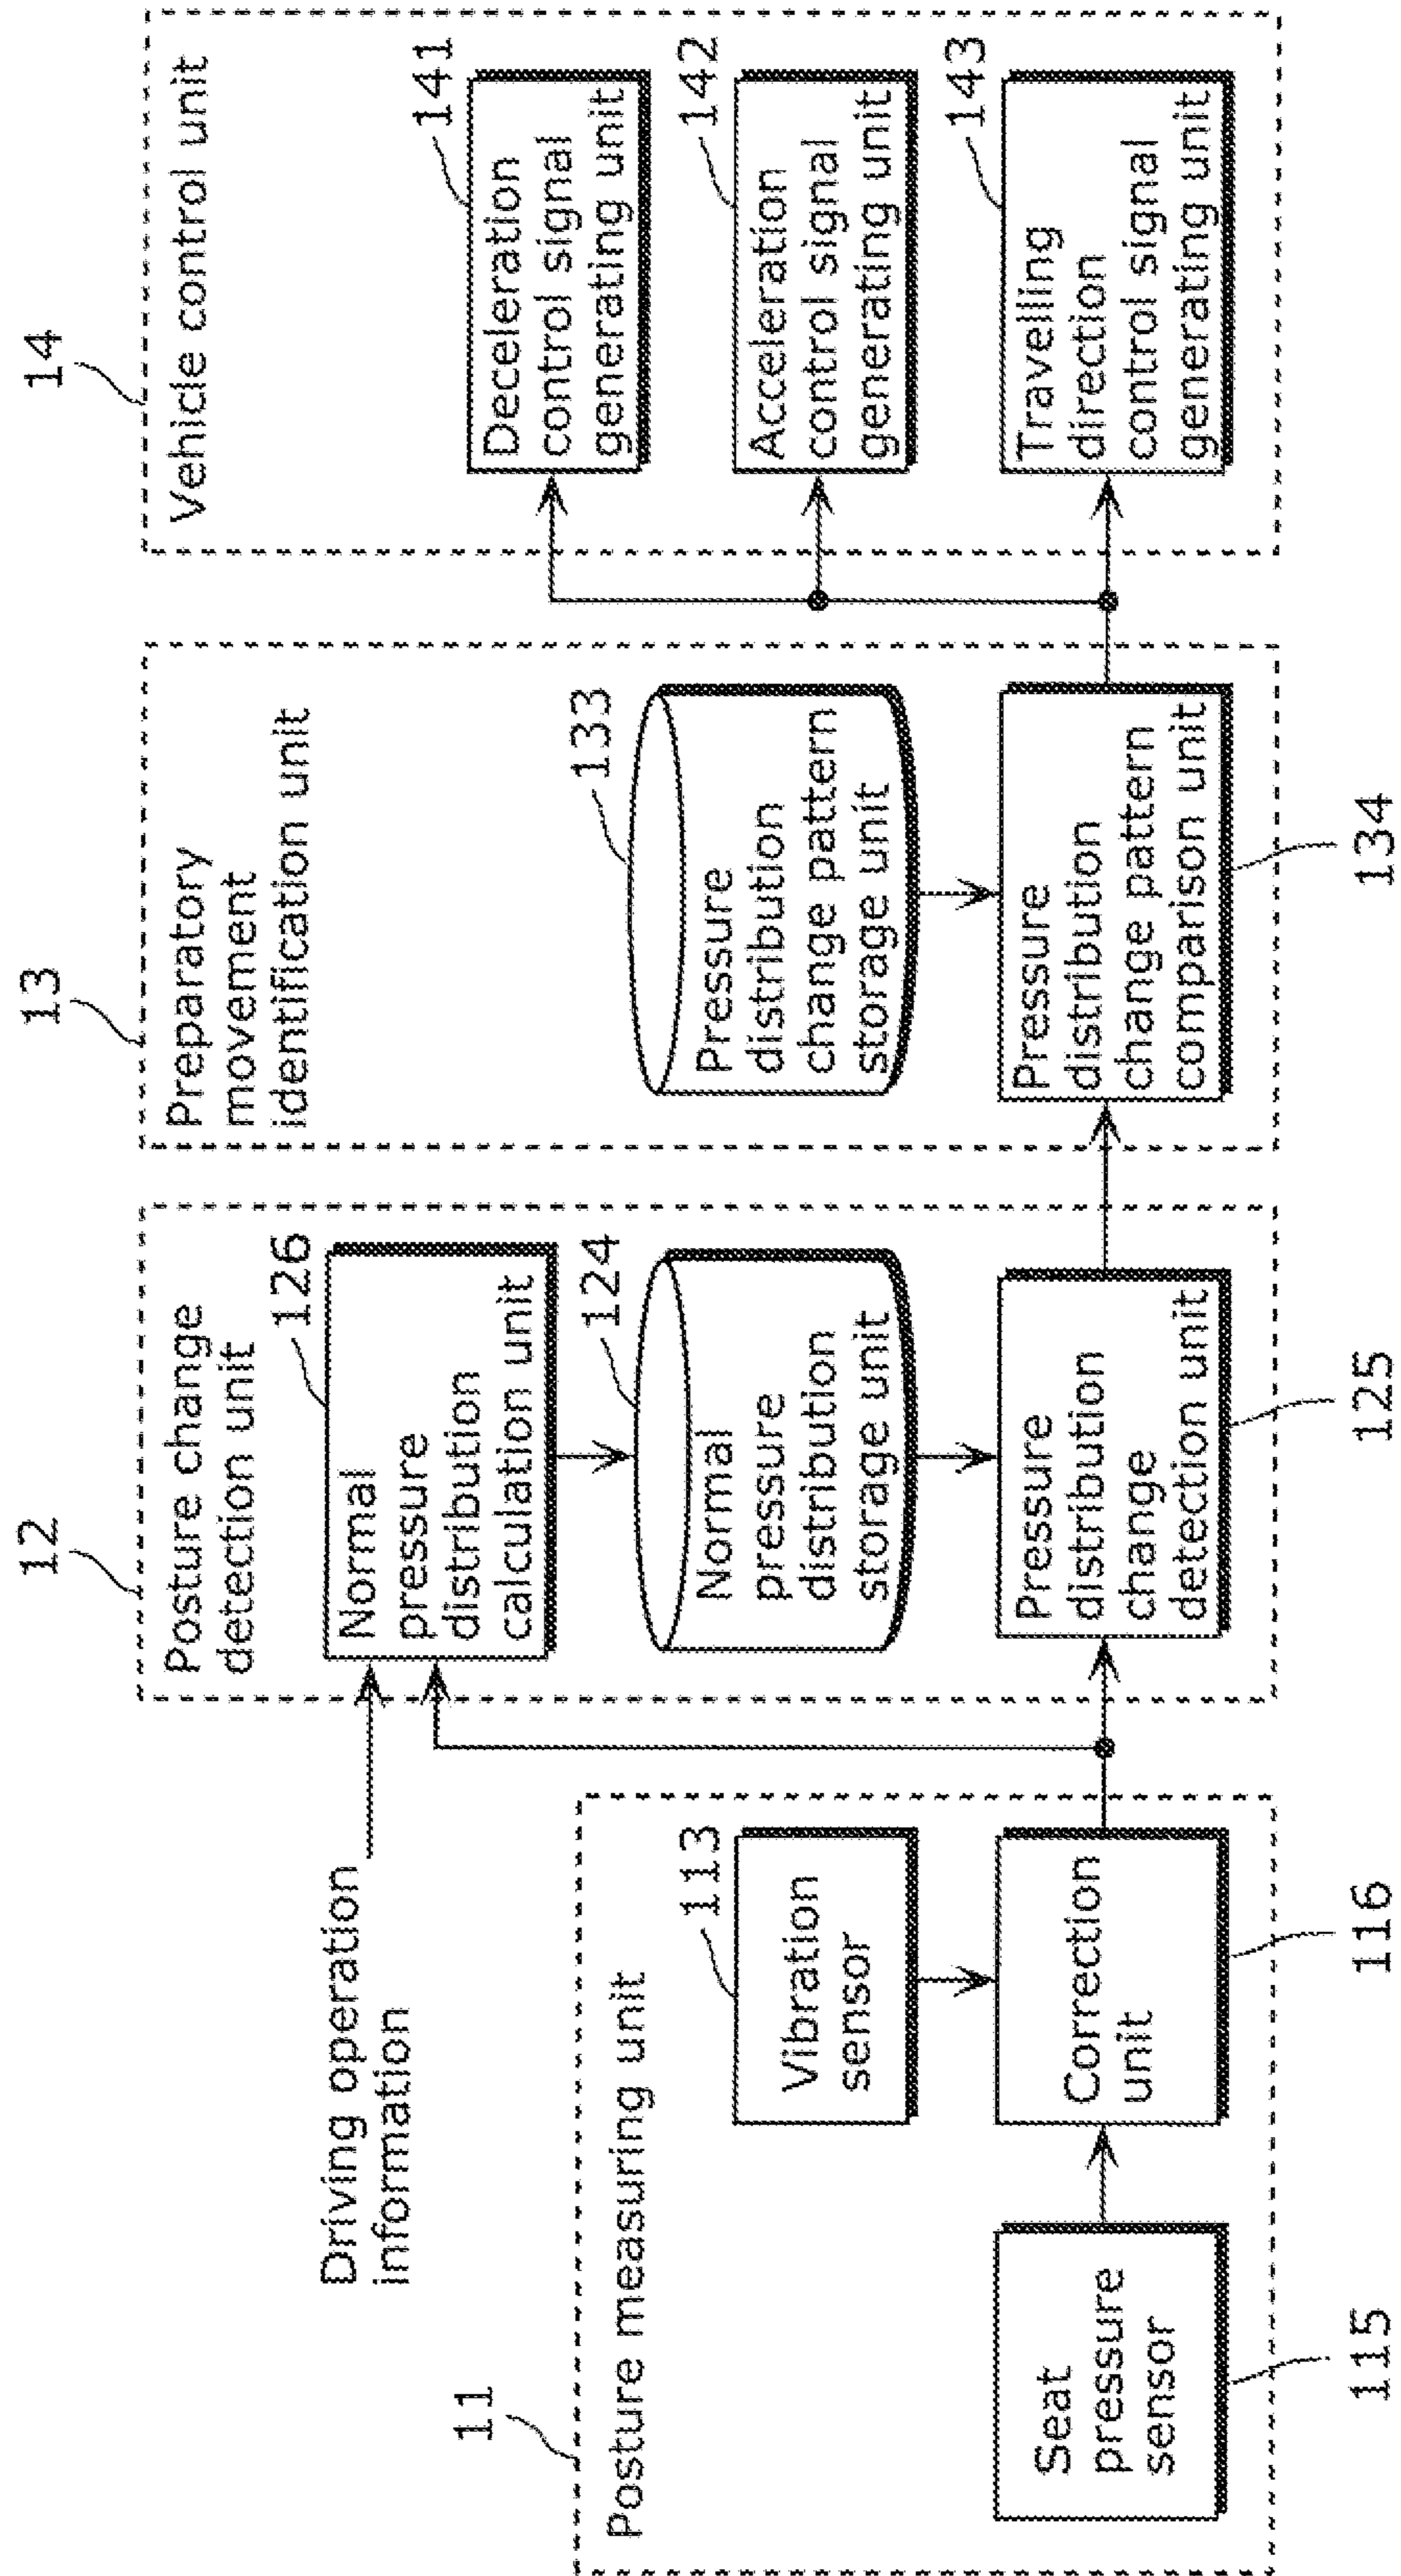 11
Posture measuring unit
Seat
pressure
sensor
115
113
Vibration
sensor
Correction
unit
116
Driving operation
information
12
Posture change
detection unit
126
Normal
pressure
distribution
calculation unit
124
Normal
pressure
distribution
storage unit
Pressure
distribution
change
detection unit
125
13
Preparatory
movement
identification unit
133
Pressure
distribution
change pattern
storage unit
Pressure
distribution
change pattern
comparison unit
134
14
Vehicle control unit
141
Deceleration
control signal
generating unit
142
Acceleration
control signal
generating unit
143
Travelling
direction
control signal
generating unit